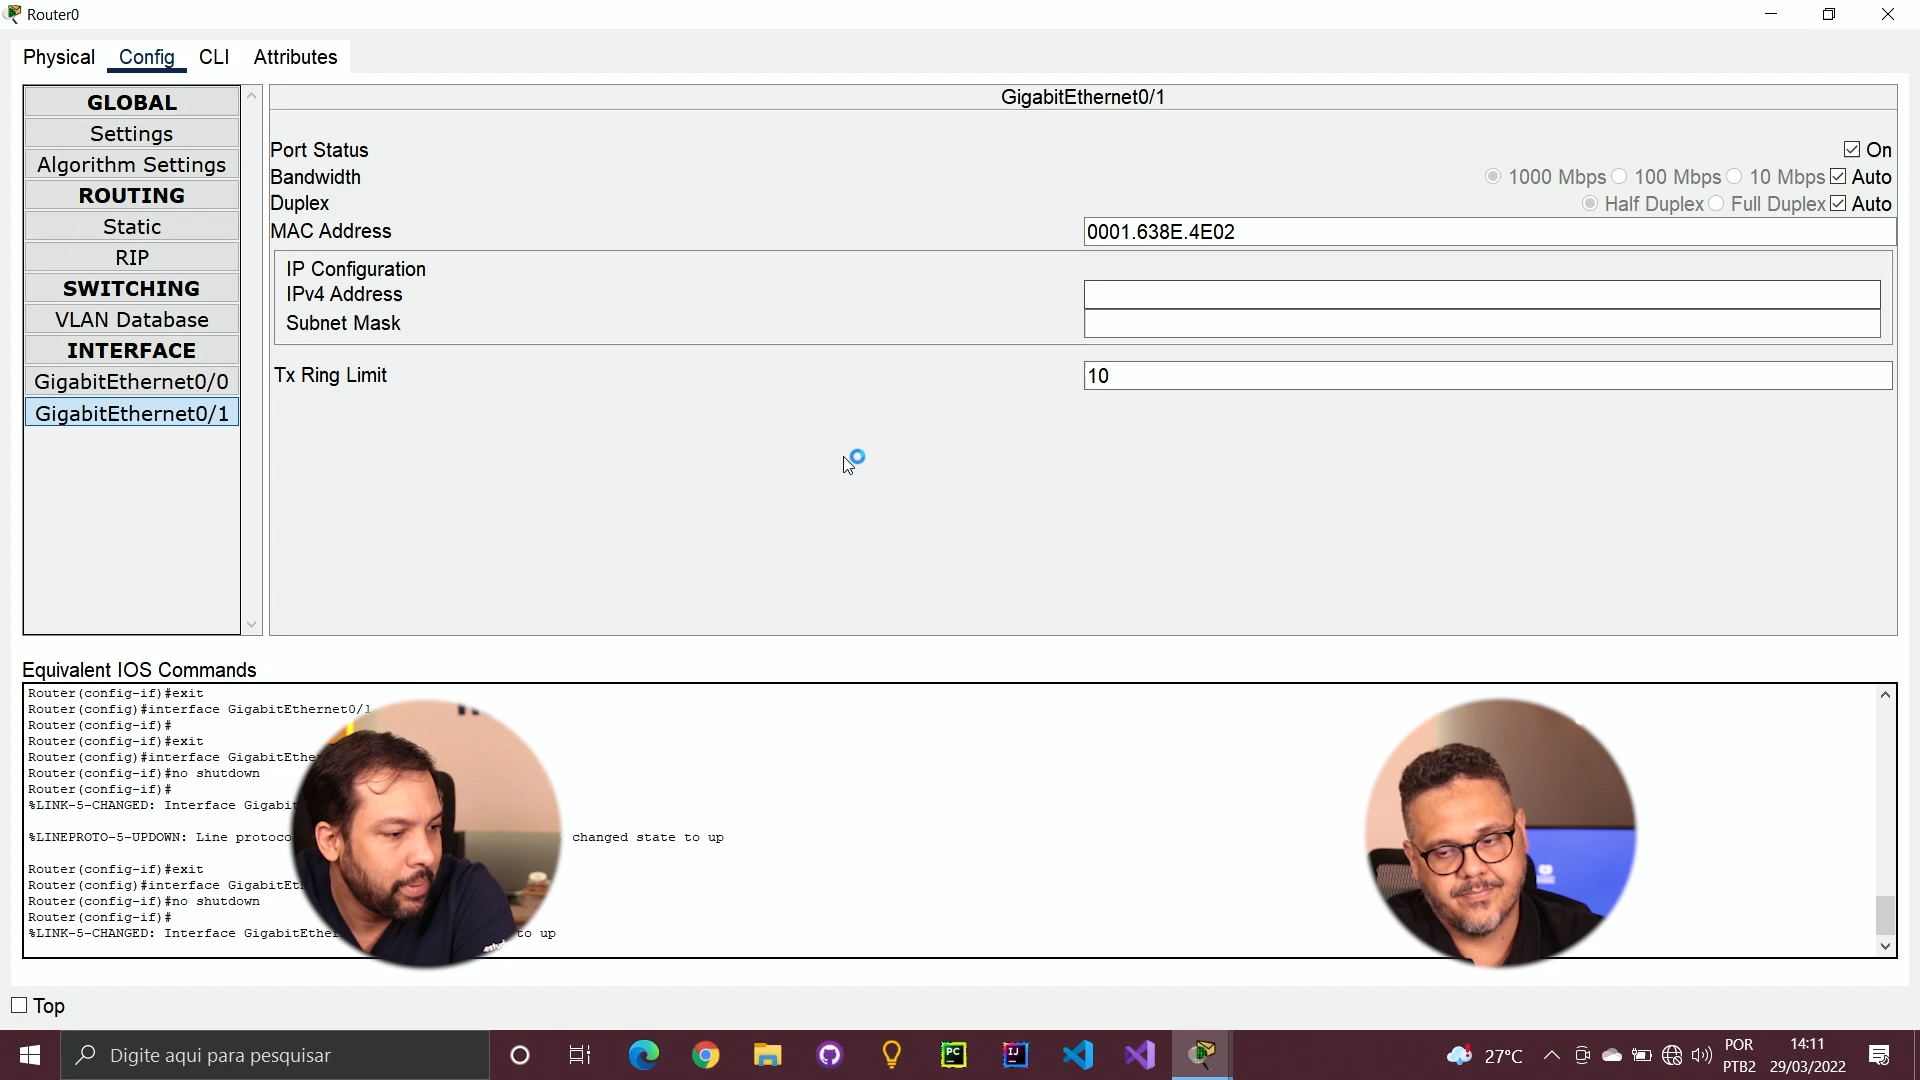 Router0
Physical Config CLI Attributes
GLOBAL
Settings
Algorithm Settings
ROUTING
Static
RIP
SWITCHING
VLAN Database
INTERFACE
GigabitEthernet0/0
GigabitEthernet0/1
GigabitEthernet0/1
Port Status On
Bandwidth 1000 Mbps 100 Mbps 10 Mbps Auto
Duplex Half Duplex Full Duplex Auto
MAC Address 0001.638E.4E02
IP Configuration
IPv4 Address
Subnet Mask
Tx Ring Limit 10
Equivalent IOS Commands
Router(config-if)#exit
Router(config)#interface GigabitEthernet0/1
Router(config-if)#
Router(config-if)#exit
Router(config)#interface
Router(config-if)#no shutdown
Router(config-if)#
%LINK-5-CHANGED: Interface
%LINEPROTO-5-UPDOWN: Line changed state to up
Router(config-if)#exit
Router(config)#interface
Router(config-if)#no shutdown
Router(config-if)#
%LINK-5-CHANGED: Interface to up
Top
Digite aqui para pesquisar
PC
IJ
27°C
POR
PTB2
14:11
29/03/2022